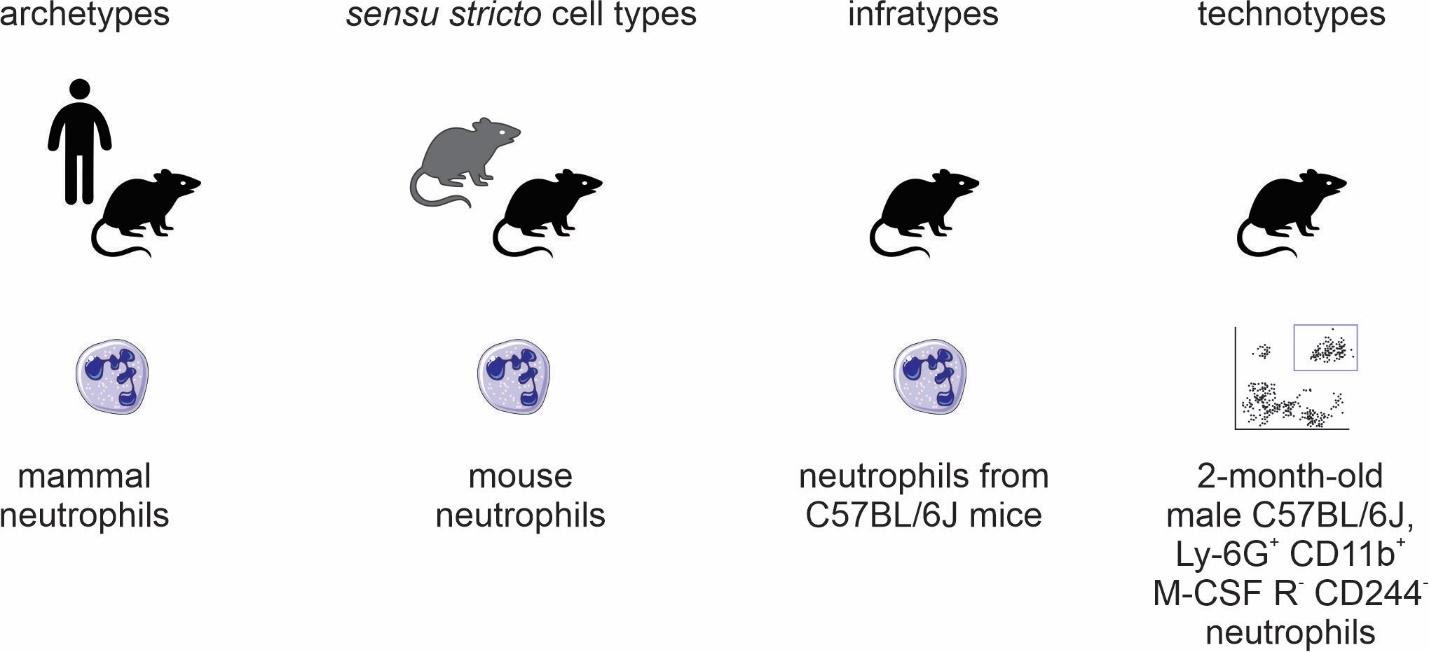 archetypes
sensu stricto cell types
infratypes
technotypes
mammal
neutrophils
mouse
neutrophils
neutrophils from
C57BL/6J mice
2-month-old
male C57BL/6J,
Ly-6G⁺ CD11b⁺
M-CSF R⁻ CD244⁻
neutrophils